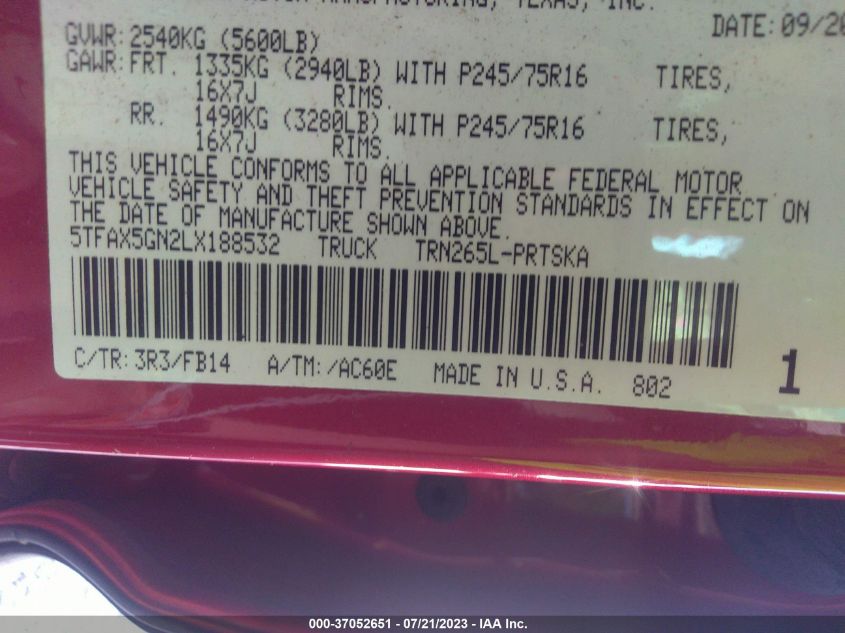 MANUFACTURING, TEXAS, INC.
DATE: 09/20
GVWR: 2540KG (5600LB)
GAWR: FRT. 1335KG (2940LB) WITH P245/75R16 TIRES,
16X7J RIMS.
RR. 1490KG (3280LB) WITH P245/75R16 TIRES,
16X7J RIMS.
THIS VEHICLE CONFORMS TO ALL APPLICABLE FEDERAL MOTOR
VEHICLE SAFETY AND THEFT PREVENTION STANDARDS IN EFFECT ON
THE DATE OF MANUFACTURE SHOWN ABOVE.
5TFAX5GN2LX188532 TRUCK TRN265L-PRTSKA
C/TR: 3R3/FB14 A/TM: /AC60E MADE IN U.S.A. 802 1
000-37052651 / 07/21/2023 - IAA Inc.